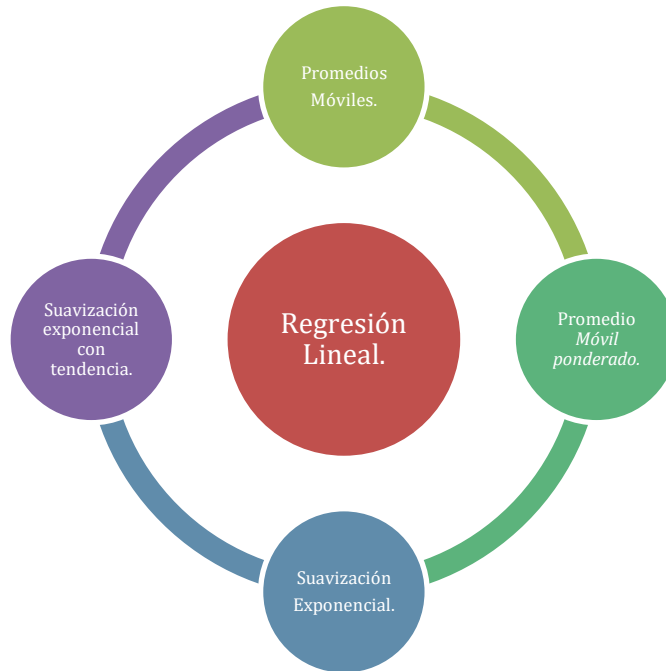 Promedios
Móviles.
Suavización
exponencial
con
tendencia.
Regresión
Lineal.
Promedio
Móvil
ponderado.
Suavización
Exponencial.